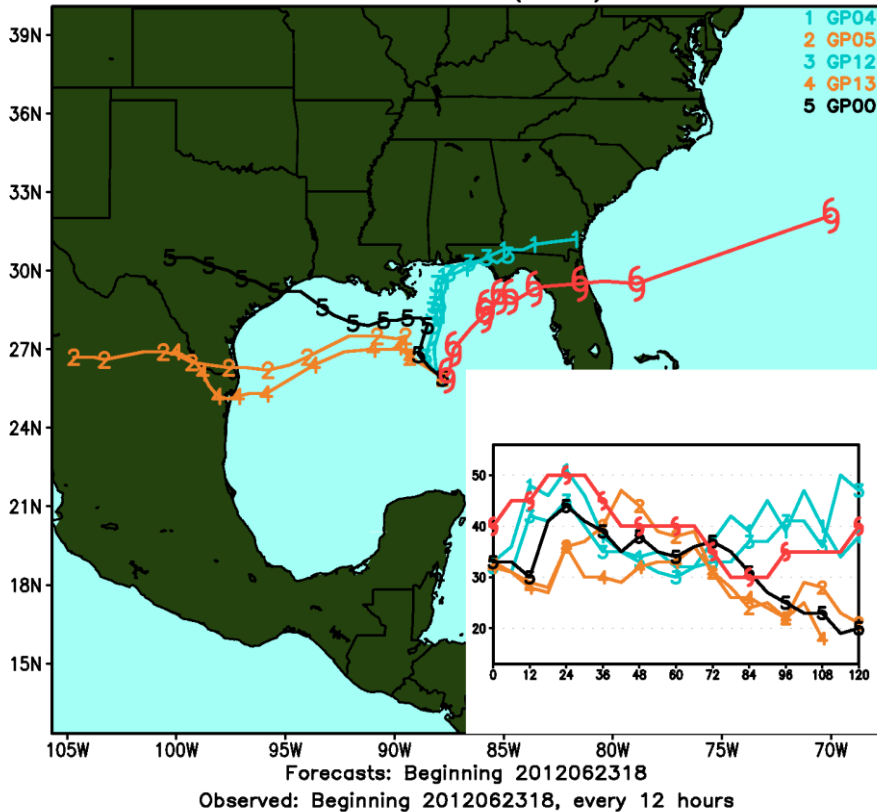 1 GP04
2 GP05
3 GP12
4 GP13
5 GP00
39N
36N
33N
30N
27N
24N
21N
18N
15N
105W 100W 95W 90W 85W 80W 75W 70W
50
40
30
20
0 12 24 36 48 60 72 84 96 108 120
Forecasts: Beginning 2012062318
Observed: Beginning 2012062318, every 12 hours